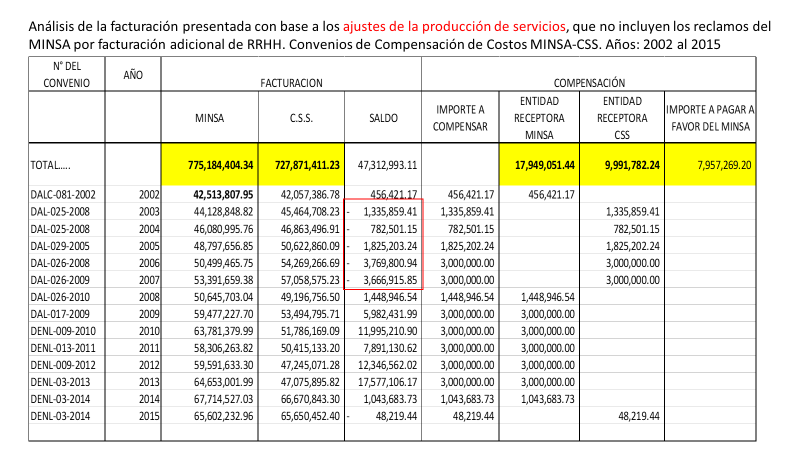 Análisis de la facturación presentada con base a los ajustes de la producción de servicios, que no incluyen los reclamos del
MINSA por facturación adicional de RRHH. Convenios de Compensación de Costos MINSA-CSS. Años: 2002 al 2015
N° DEL CONVENIO AÑO FACTURACION COMPENSACIÓN
MINSA C.S.S. SALDO IMPORTE A COMPENSAR ENTIDAD RECEPTORA MINSA ENTIDAD RECEPTORA CSS IMPORTE A PAGAR A FAVOR DEL MINSA
TOTAL..... 775,184,404.34 727,871,411.23 47,312,993.11 17,949,051.44 9,991,782.24 7,957,269.20
DALC-081-2002 2002 42,513,807.95 42,057,386.78 456,421.17 456,421.17 456,421.17
DAL-025-2008 2003 44,128,848.82 45,464,708.23 - 1,335,859.41 1,335,859.41 1,335,859.41
DAL-025-2008 2004 46,080,995.76 46,863,496.91 - 782,501.15 782,501.15 782,501.15
DAL-029-2005 2005 48,797,656.85 50,622,860.09 - 1,825,203.24 1,825,202.24 1,825,202.24
DAL-026-2008 2006 50,499,465.75 54,269,266.69 - 3,769,800.94 3,000,000.00 3,000,000.00
DAL-026-2009 2007 53,391,659.38 57,058,575.23 - 3,666,915.85 3,000,000.00 3,000,000.00
DAL-026-2010 2008 50,645,703.04 49,196,756.50 1,448,946.54 1,448,946.54 1,448,946.54
DAL-017-2009 2009 59,477,227.70 53,494,795.71 5,982,431.99 3,000,000.00 3,000,000.00
DENL-009-2010 2010 63,781,379.99 51,786,169.09 11,995,210.90 3,000,000.00 3,000,000.00
DENL-013-2011 2011 58,306,263.82 50,415,133.20 7,891,130.62 3,000,000.00 3,000,000.00
DENL-009-2012 2012 59,591,633.30 47,245,071.28 12,346,562.02 3,000,000.00 3,000,000.00
DENL-03-2013 2013 64,653,001.99 47,075,895.82 17,577,106.17 3,000,000.00 3,000,000.00
DENL-03-2014 2014 67,714,527.03 66,670,843.30 1,043,683.73 1,043,683.73 1,043,683.73
DENL-03-2014 2015 65,602,232.96 65,650,452.40 - 48,219.44 48,219.44 48,219.44